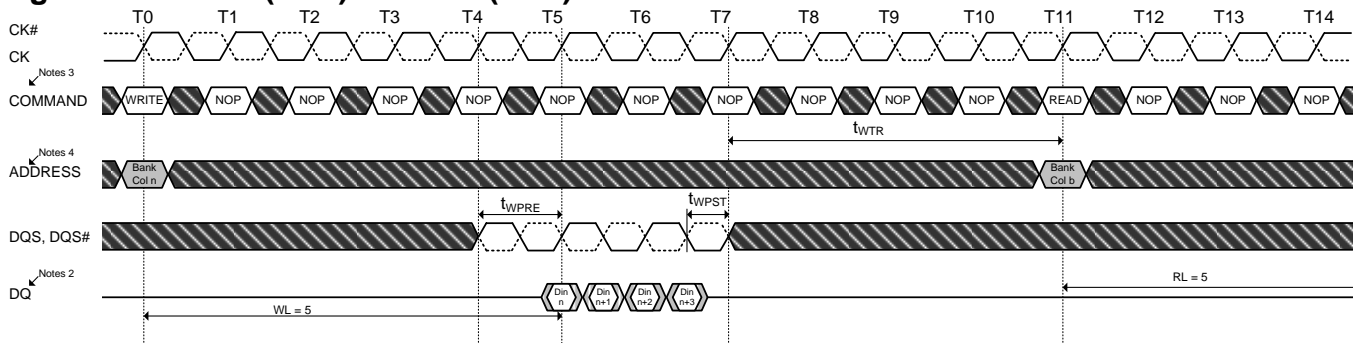 T0 T1 T2 T3 T4 T5 T6 T7 T8 T9 T10 T11 T12 T13 T14
CK#
CK
Notes 3
COMMAND WRITE NOP NOP NOP NOP NOP NOP NOP NOP NOP NOP READ NOP NOP NOP
tWTR
Notes 4
ADDRESS
Bank Col n
Bank Col b
tWPRE
tWPST
DQS, DQS#
Notes 2
DQ
Din n
Din n+1
Din n+2
Din n+3
WL = 5
RL = 5